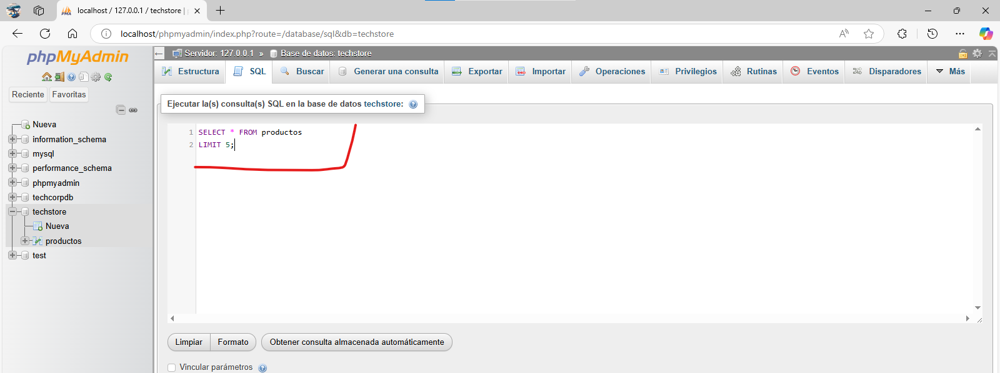 localhost / 127.0.0.1 / techstore |
localhost/phpmyadmin/index.php?route=/database/sql&db=techstore
phpMyAdmin
Reciente Favoritas
Nueva
information_schema
mysql
performance_schema
phpmyadmin
techcorpdb
techstore
Nueva
productos
test
Servidor: 127.0.0.1 » Base de datos: techstore
Estructura SQL Buscar Generar una consulta Exportar Importar Operaciones Privilegios Rutinas Eventos Disparadores Más
Ejecutar la(s) consulta(s) SQL en la base de datos techstore:
1 SELECT * FROM productos
2 LIMIT 5;
Limpiar Formato Obtener consulta almacenada automáticamente
Vincular parámetros